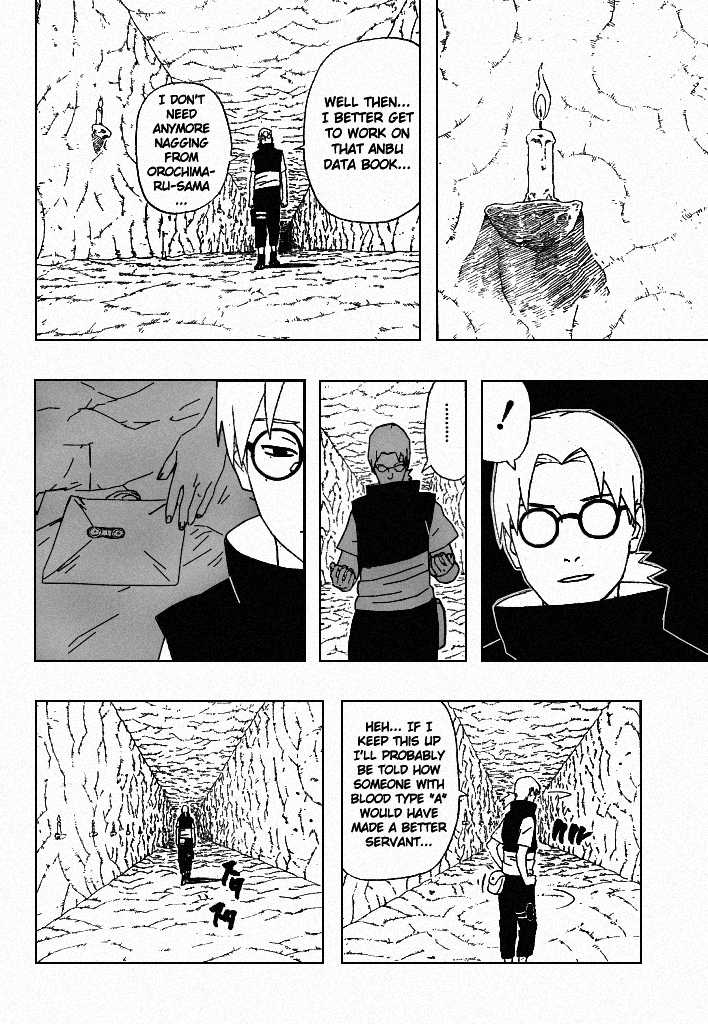 WELL THEN...
I BETTER GET
TO WORK ON
THAT ANBU
DATA BOOK...
I DON'T
NEED
ANYMORE
NAGGING
FROM
OROCHIMA-
RU-SAMA
...
!
.........
HEH... IF I
KEEP THIS UP
I'LL PROBABLY
BE TOLD HOW
SOMEONE WITH
BLOOD TYPE "A"
WOULD HAVE
MADE A BETTER
SERVANT...